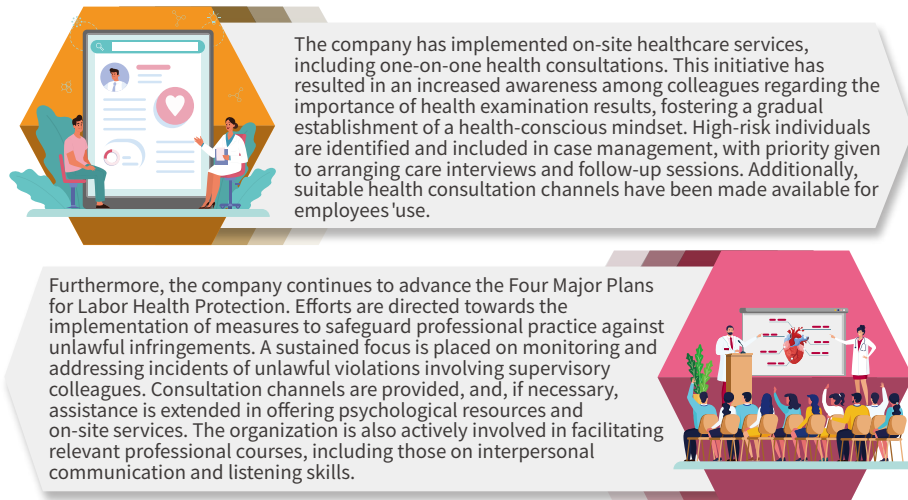 The company has implemented on-site healthcare services,
including one-on-one health consultations. This initiative has
resulted in an increased awareness among colleagues regarding the
importance of health examination results, fostering a gradual
establishment of a health-conscious mindset. High-risk individuals
are identified and included in case management, with priority given
to arranging care interviews and follow-up sessions. Additionally,
suitable health consultation channels have been made available for
employees 'use.
Furthermore, the company continues to advance the Four Major Plans
for Labor Health Protection. Efforts are directed towards the
implementation of measures to safeguard professional practice against
unlawful infringements. A sustained focus is placed on monitoring and
addressing incidents of unlawful violations involving supervisory
colleagues. Consultation channels are provided, and, if necessary,
assistance is extended in offering psychological resources and
on-site services. The organization is also actively involved in facilitating
relevant professional courses, including those on interpersonal
communication and listening skills.